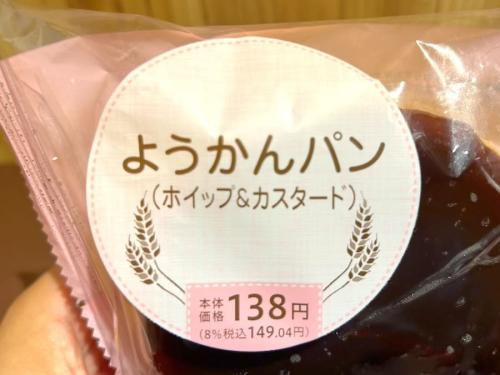 ようかんパン
(ホイップ&カスタード)
本体価格 138円
(8%税込149.04円)